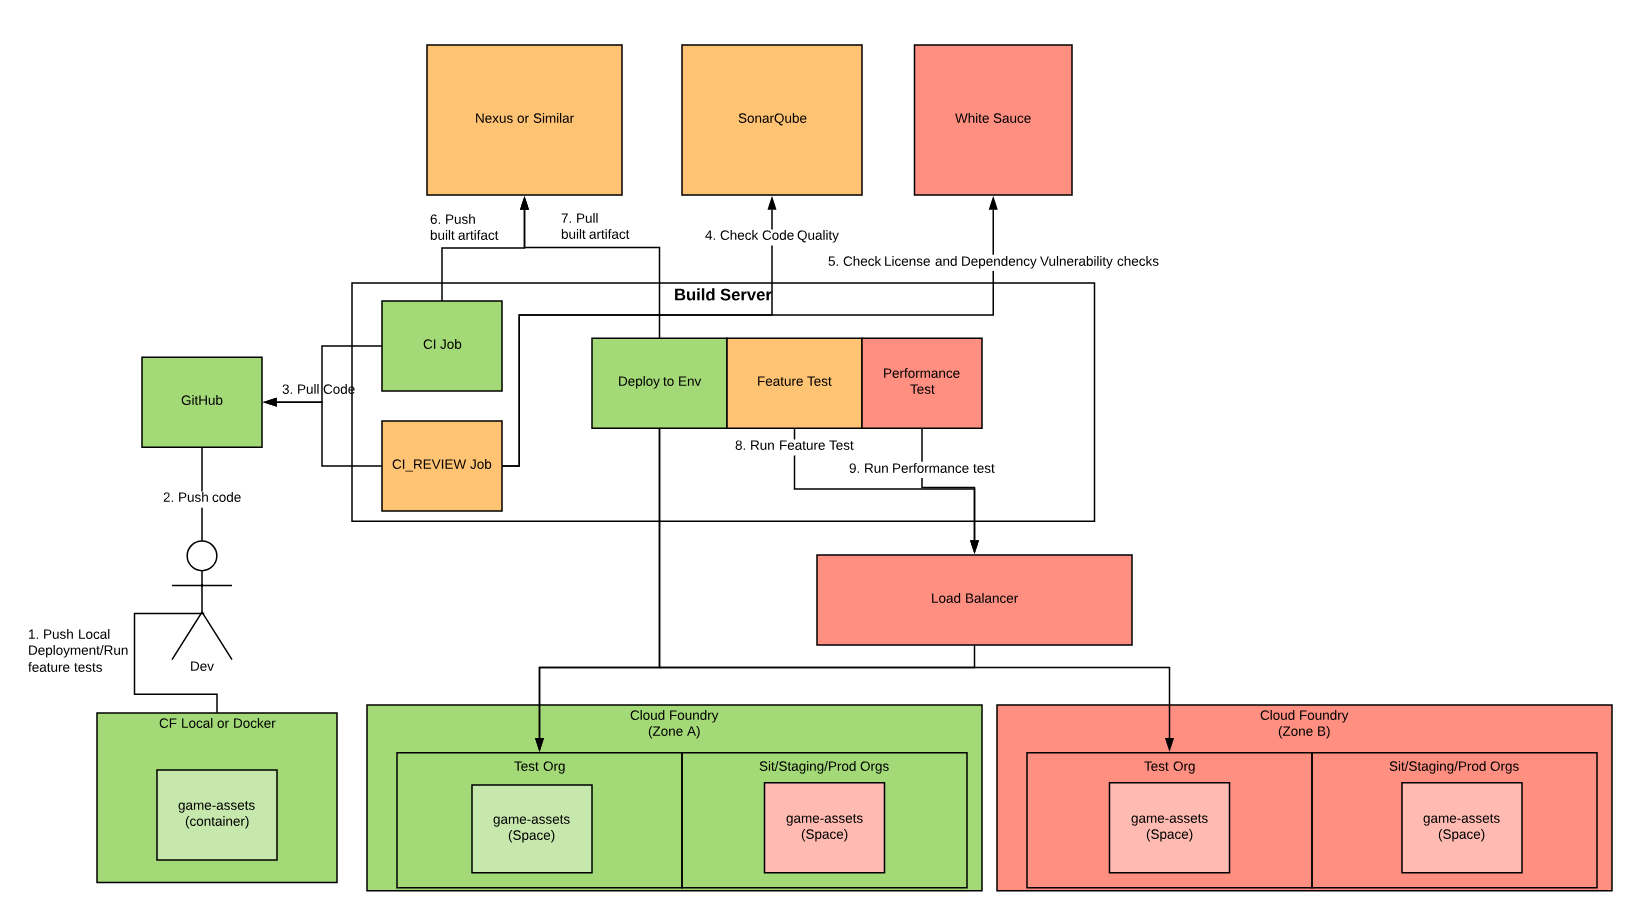 Nexus or Similar
SonarQube
White Sauce
6. Push
built artifact
7. Pull
built artifact
4. Check Code Quality
5. Check License and Dependency Vulnerability checks
Build Server
CI Job
GitHub
3. Pull Code
Deploy to Env
Feature Test
Performance
Test
CI_REVIEW Job
8. Run Feature Test
9. Run Performance test
2. Push code
Load Balancer
1. Push Local
Deployment/Run
feature tests
Dev
CF Local or Docker
game-assets
(container)
Cloud Foundry
(Zone A)
Test Org
game-assets
(Space)
Sit/Staging/Prod Orgs
game-assets
(Space)
Cloud Foundry
(Zone B)
Test Org
game-assets
(Space)
Sit/Staging/Prod Orgs
game-assets
(Space)